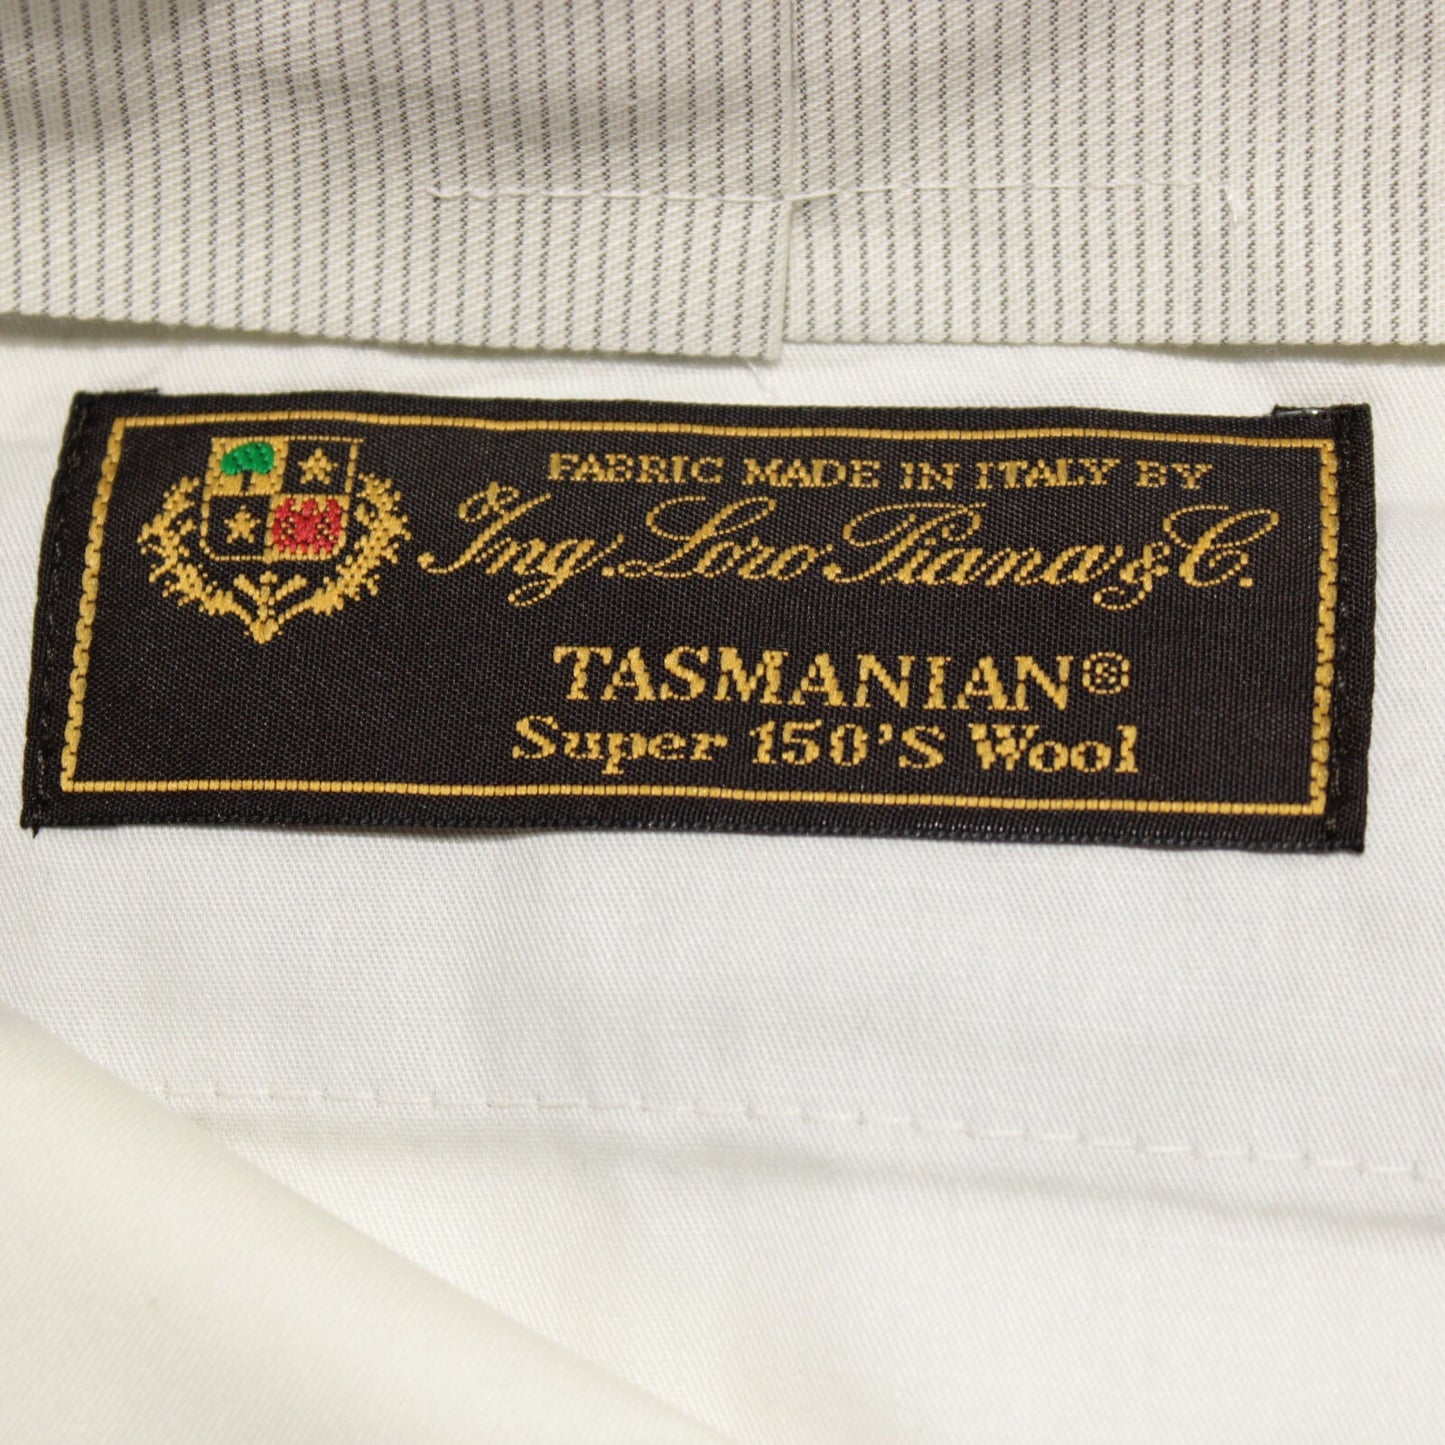 FABRIC MADE IN ITALY BY
Ing. Loro Piana & C.
TASMANIAN®
Super 150'S Wool